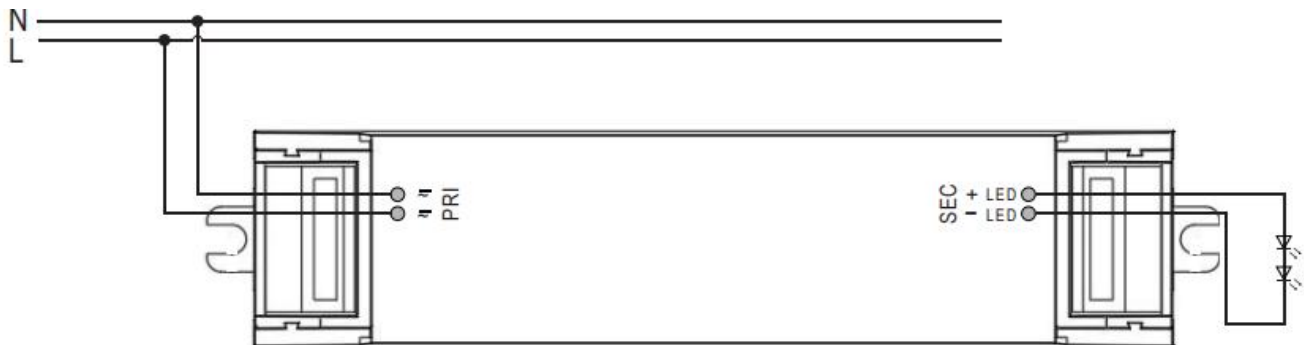 N
L
≂ PRI
≂
SEC + LED
− LED